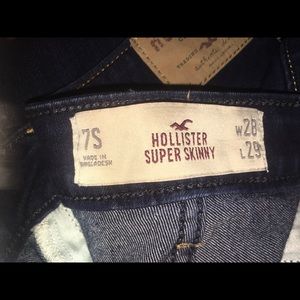 7S
MADE IN
BANGLADESH
HOLLISTER
SUPER SKINNY
W28
L29